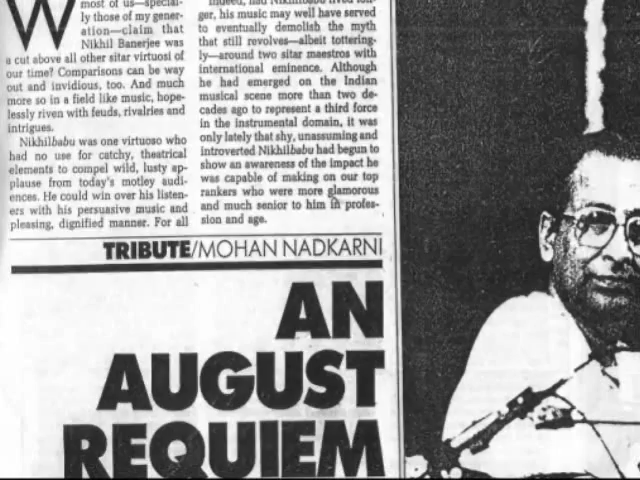 W
most of us—special-
ly those of my gener-
ation—claim that
Nikhil Banerjee was
a cut above all other sitar virtuosi of
our time? Comparisons can be way
out and invidious, too. And much
more so in a field like music, hope-
lessly riven with feuds, rivalries and
intrigues.
Nikhilbabu was one virtuoso who
had no use for catchy, theatrical
elements to compel wild, lusty ap-
plause from today's motley audi-
ences. He could win over his listen-
ers with his persuasive music and
pleasing, dignified manner. For all
Indeed, had Nikhilbabu lived lon-
ger, his music may well have served
to eventually demolish the myth
that still revolves—albeit tottering-
ly—around two sitar maestros with
international eminence. Although
he had emerged on the Indian
musical scene more than two de-
cades ago to represent a third force
in the instrumental domain, it was
only lately that shy, unassuming and
introverted Nikhilbabu had begun to
show an awareness of the impact he
was capable of making on our top
rankers who were more glamorous
and much senior to him in profes-
sion and age.
TRIBUTE/MOHAN NADKARNI
AN
AUGUST
REQUIEM